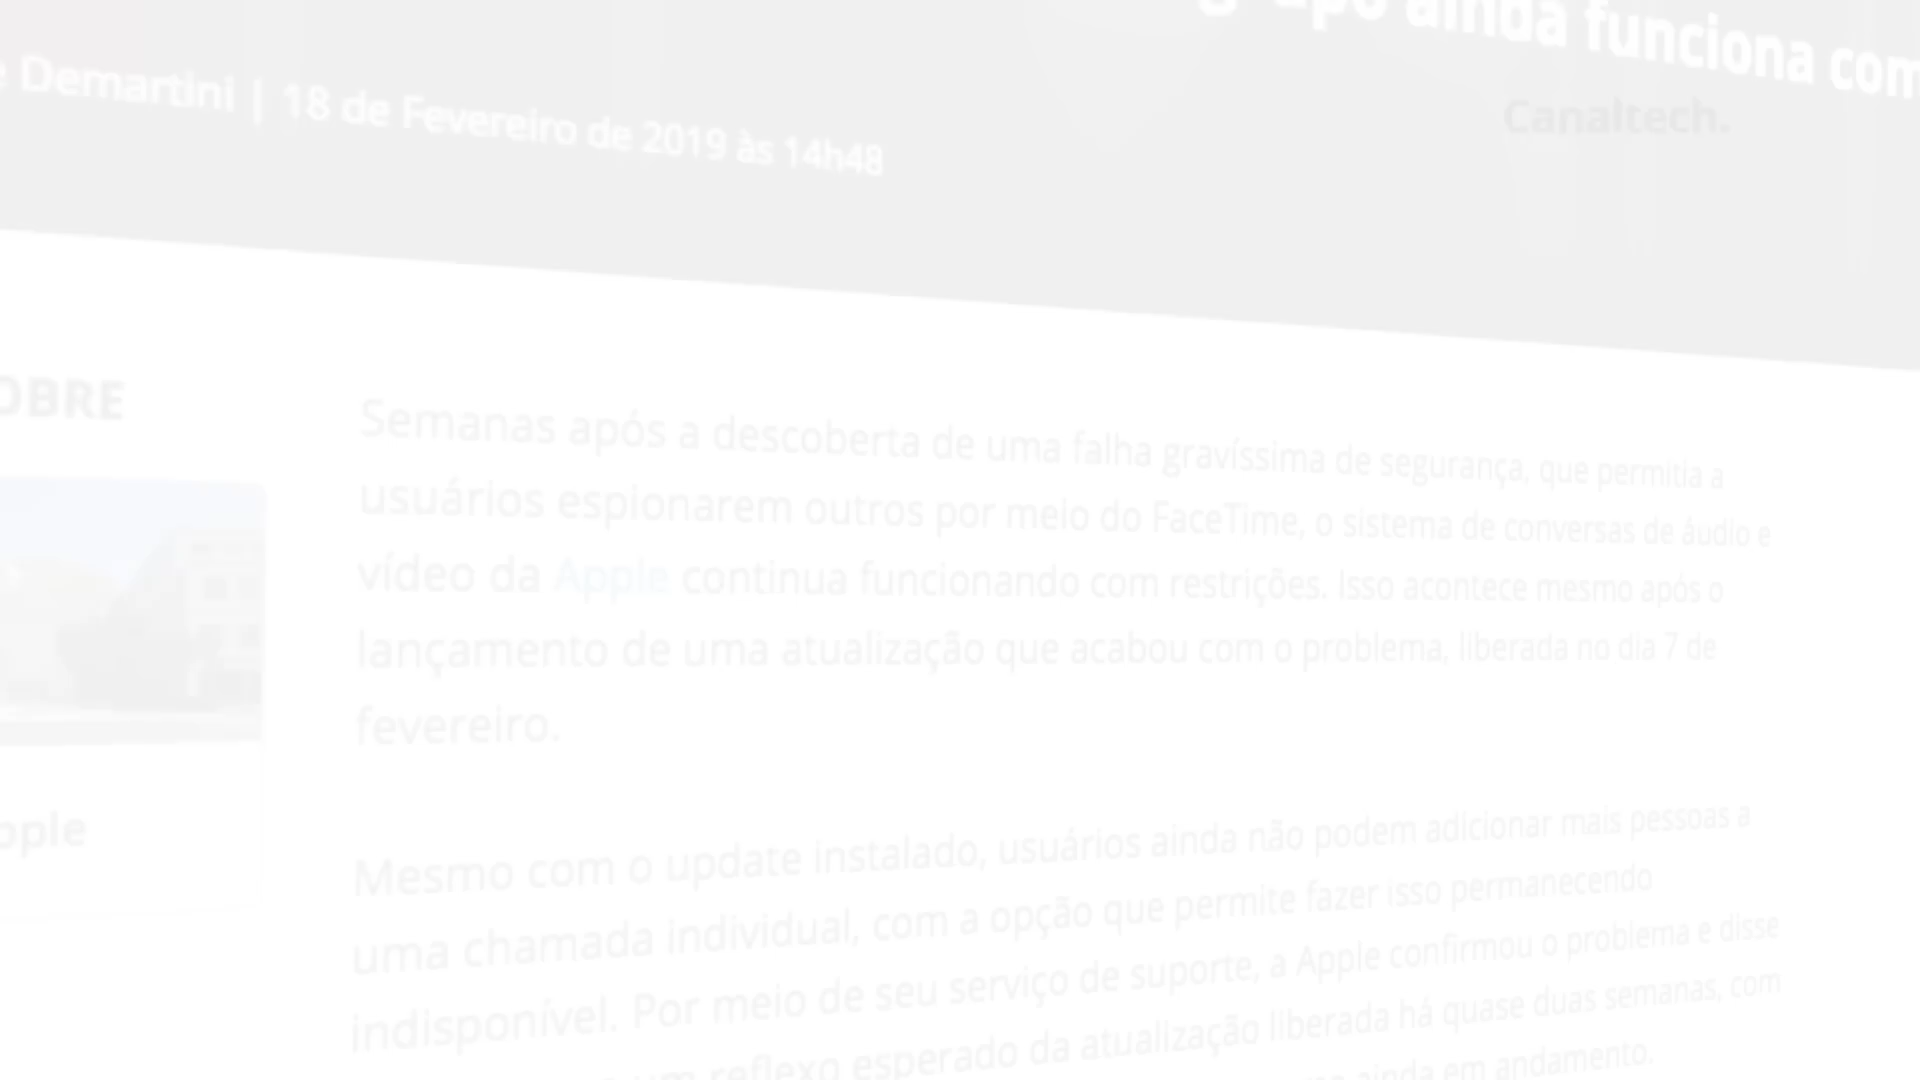 po ainda funciona com
Demartini | 18 de Fevereiro de 2019 às 14h48
Canaltech.
OBRE
Semanas após a descoberta de uma falha gravíssima de segurança, que permitia a
usuários espionarem outros por meio do FaceTime, o sistema de conversas de áudio e
vídeo da Apple continua funcionando com restrições. Isso acontece mesmo após o
lançamento de uma atualização que acabou com o problema, liberada no dia 7 de
fevereiro.
pple
Mesmo com o update instalado, usuários ainda não podem adicionar mais pessoas a
uma chamada individual, com a opção que permite fazer isso permanecendo
indisponível. Por meio de seu serviço de suporte, a Apple confirmou o problema e disse
um reflexo esperado da atualização liberada há quase duas semanas, com
ainda em andamento.